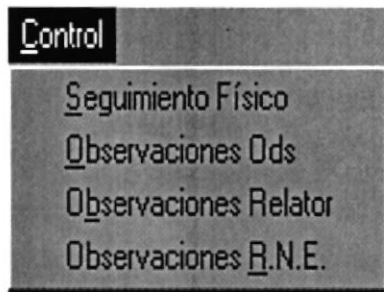 Control
Seguimiento Físico
Observaciones Ods
Observaciones Relator
Observaciones R.N.E.